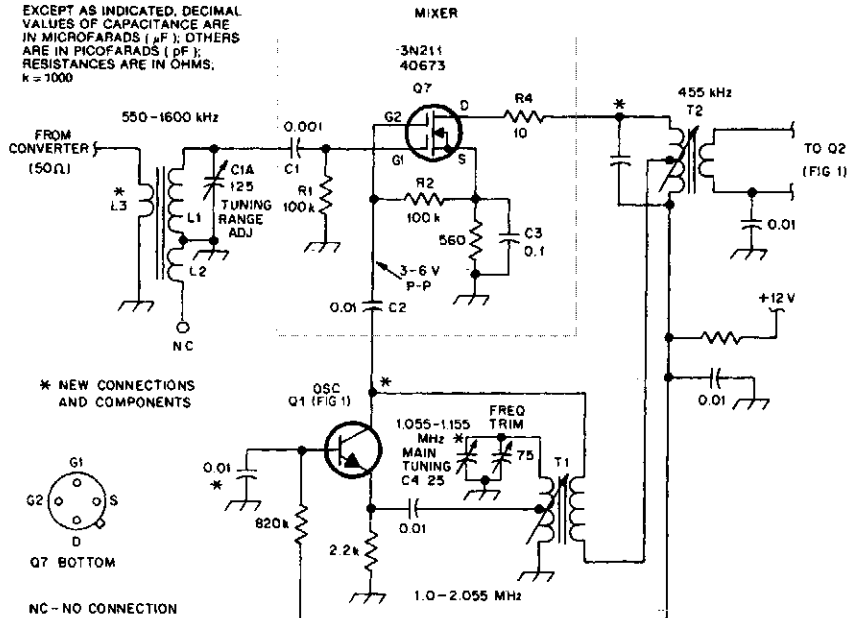 EXCEPT AS INDICATED, DECIMAL
VALUES OF CAPACITANCE ARE
IN MICROFARADS (µF); OTHERS
ARE IN PICOFARADS (pF);
RESISTANCES ARE IN OHMS;
k = 1000
MIXER
3N211
40673
Q7
G2
G1
D
S
R4
10
*
455 kHz
T2
TO Q2
(FIG 1)
0.01
550-1600 kHz
FROM
CONVERTER
(50Ω)
*
L3
L1
L2
C1A
125
TUNING
RANGE
ADJ
NC
0.001
C1
R1
100k
R2
100k
560
C3
0.1
3-6 V
P-P
0.01
C2
+12V
0.01
* NEW CONNECTIONS
AND COMPONENTS
OSC
Q1 (FIG 1)
*
1.055-1.155
MHz *
MAIN
TUNING
C4 25
FREQ
TRIM
75
T1
0.01
*
820k
2.2k
0.01
1.0-2.055 MHz
G1
G2
S
D
Q7 BOTTOM
NC-NO CONNECTION